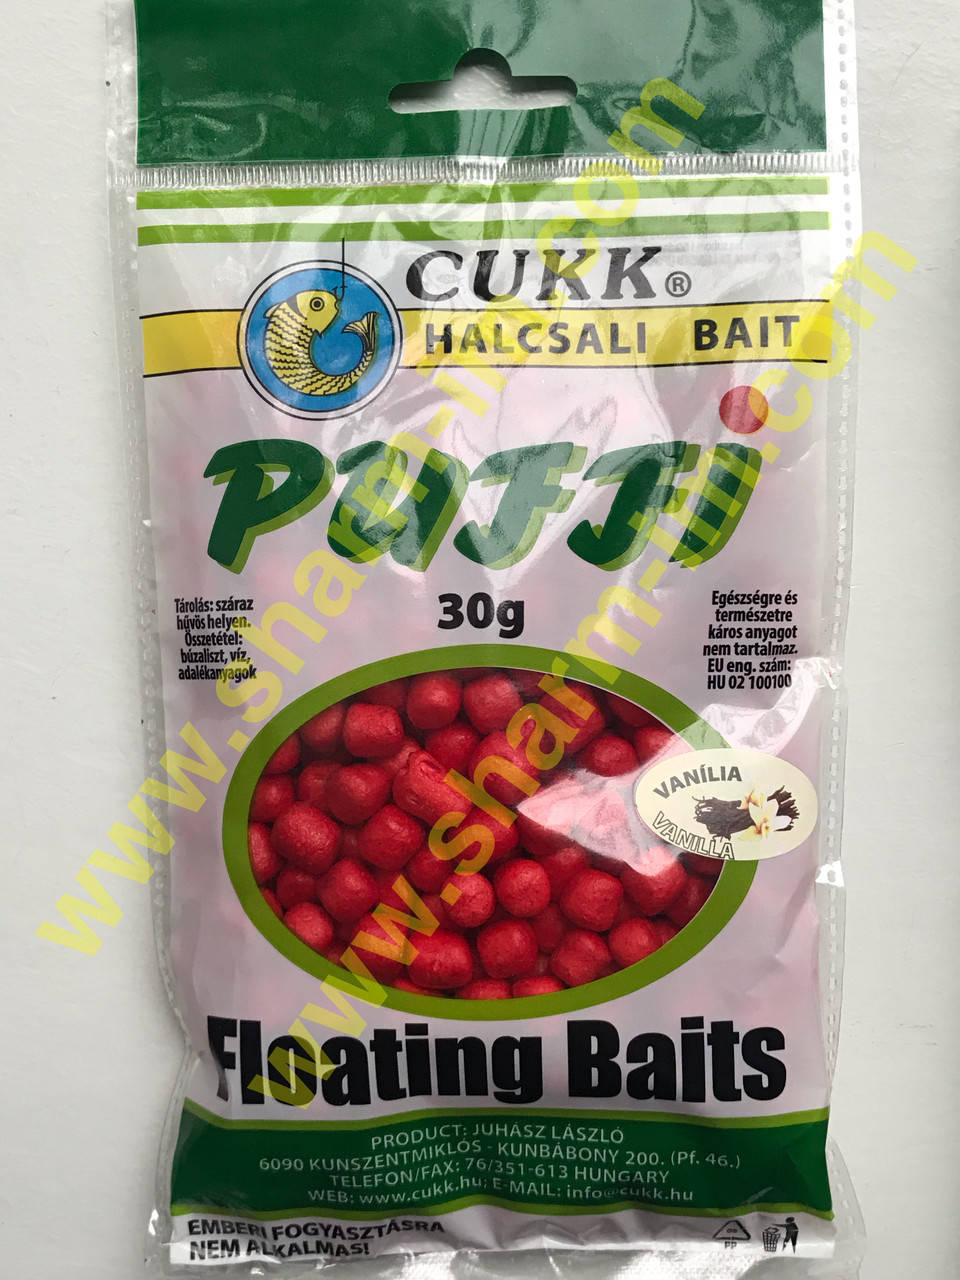 CUKK®
HALCSALI BAIT
PUFFI
30g
Tárolás: száraz
hűvös helyen.
Összetétel:
búzaliszt, víz,
adalékanyagok
Egészségre és
természetre
káros anyagot
nem tartalmaz.
EU eng. szám:
HU 02 100100
VANÍLIA
VANILLA
Floating Baits
PRODUCT: JUHÁSZ LÁSZLÓ
6090 KUNSZENTMIKLÓS - KUNBÁBONY 200. (Pf. 46.)
TELEFON/FAX: 76/351-613 HUNGARY
WEB: www.cukk.hu; E-MAIL: info@cukk.hu
EMBERI FOGYASZTÁSRA
NEM ALKALMAS!
PP
www.sharm-lm.com
www.sharm-lm.com